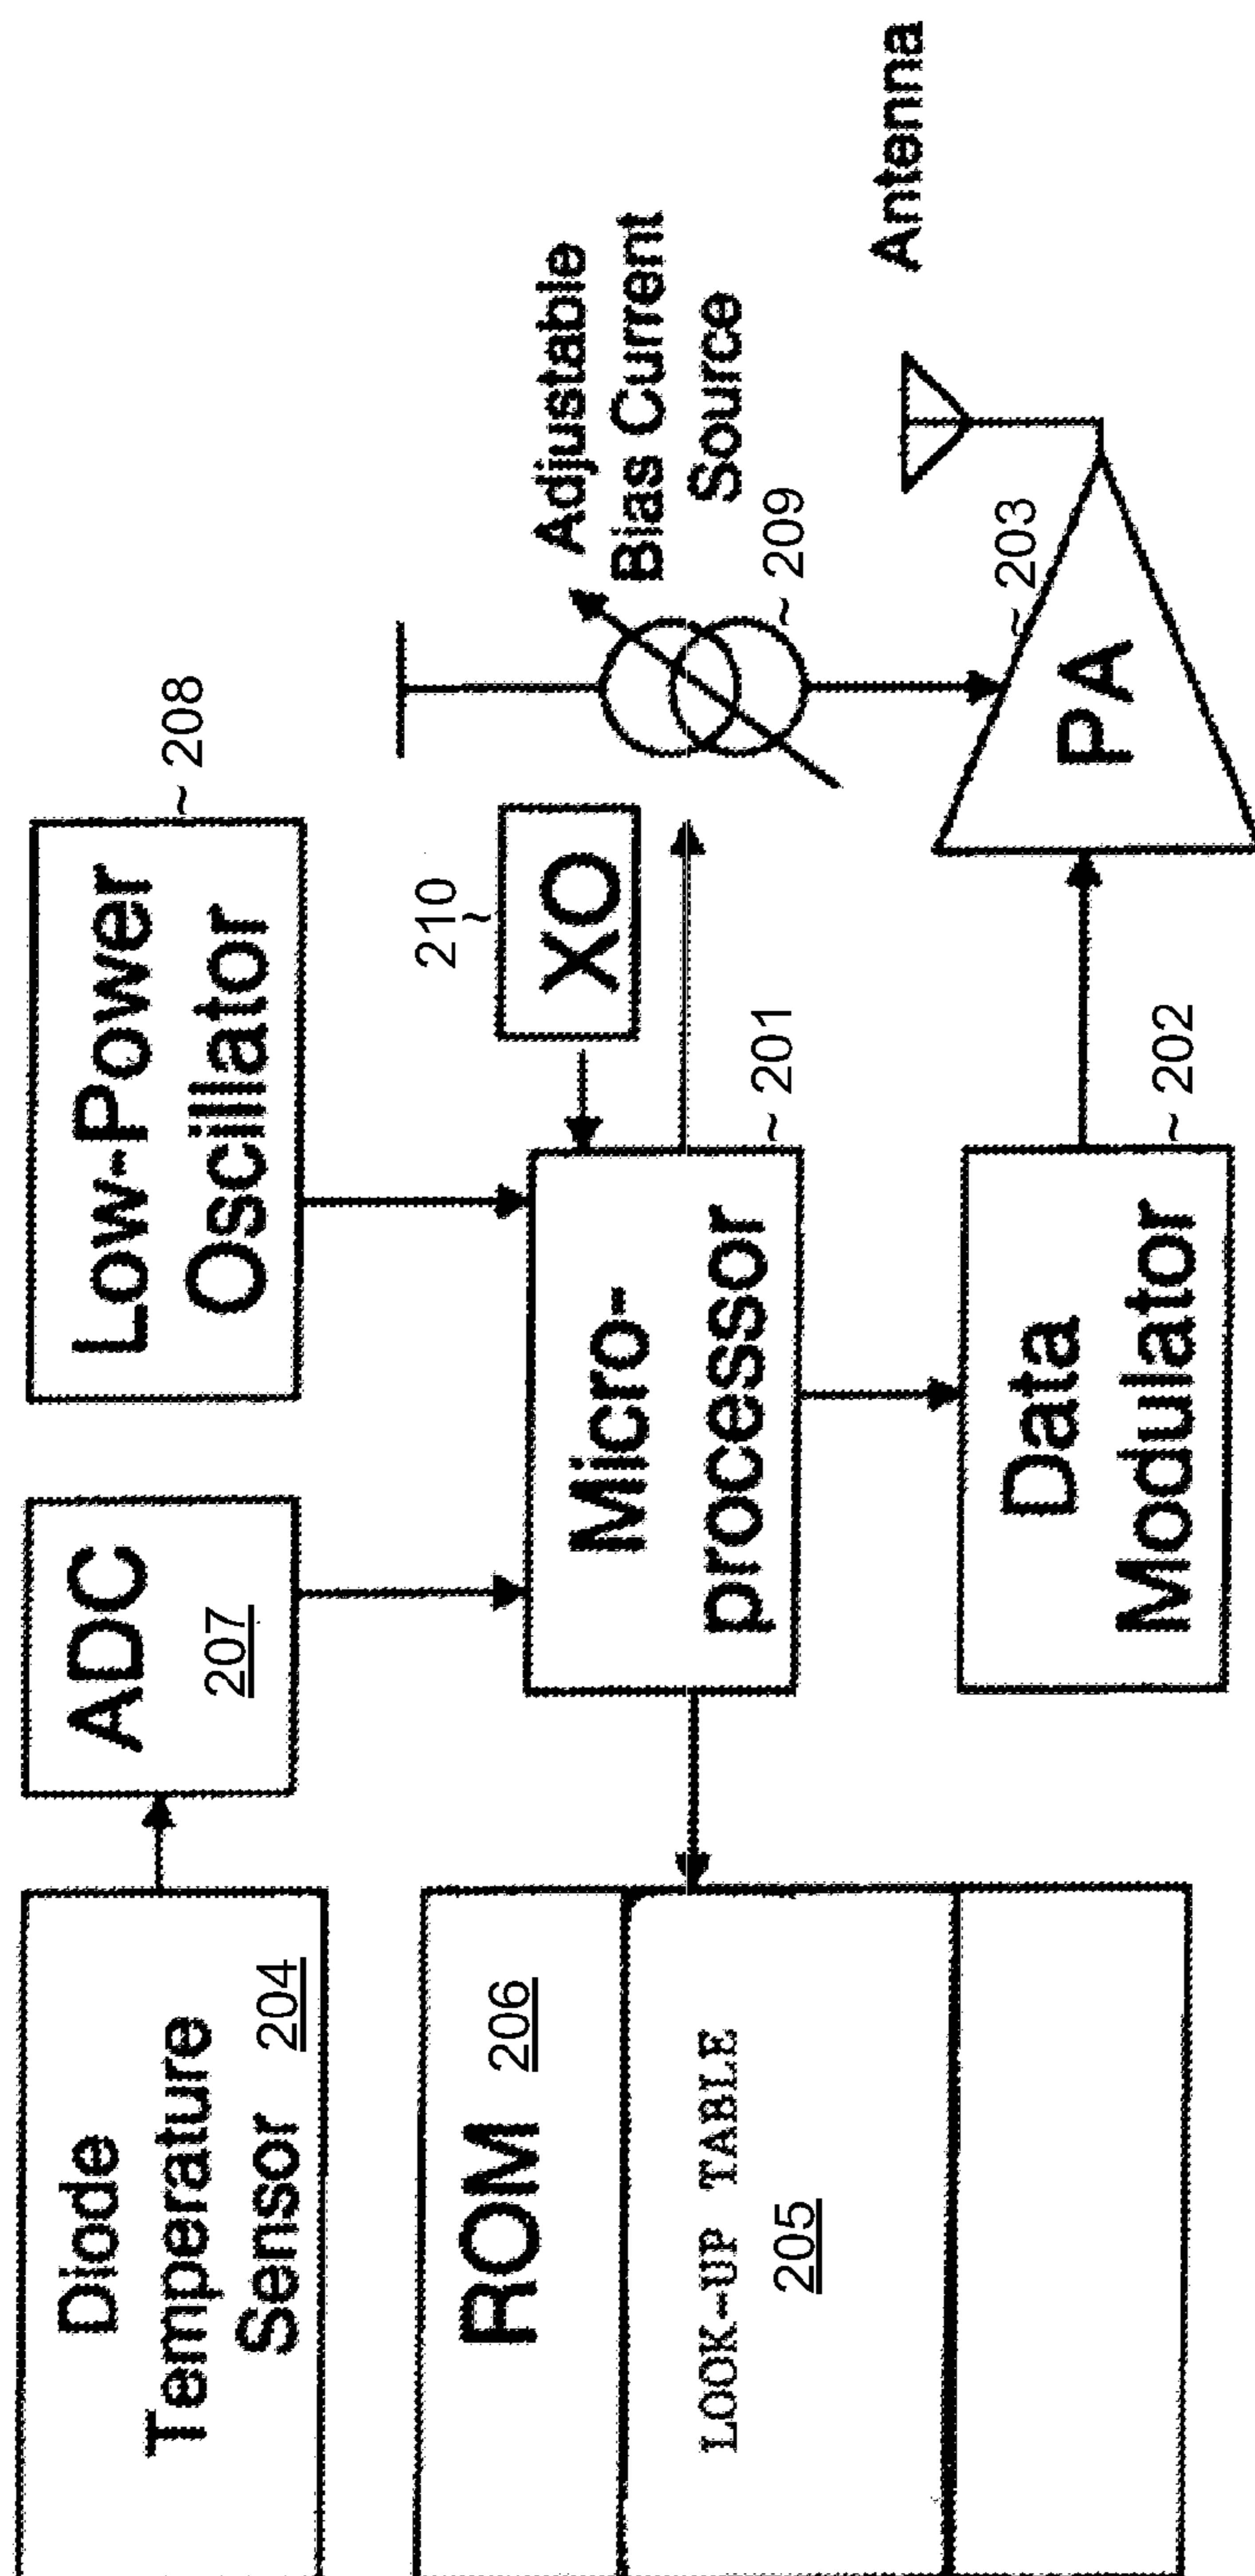 Diode
Temperature
Sensor 204
ADC
207
Low-Power
Oscillator
~ 208
ROM 206
LOOK-UP TABLE
205
Micro-
processor
~ 201
210
~
XO
Adjustable
Bias Current
Source
~ 209
Data
Modulator
~ 202
PA
~ 203
Antenna